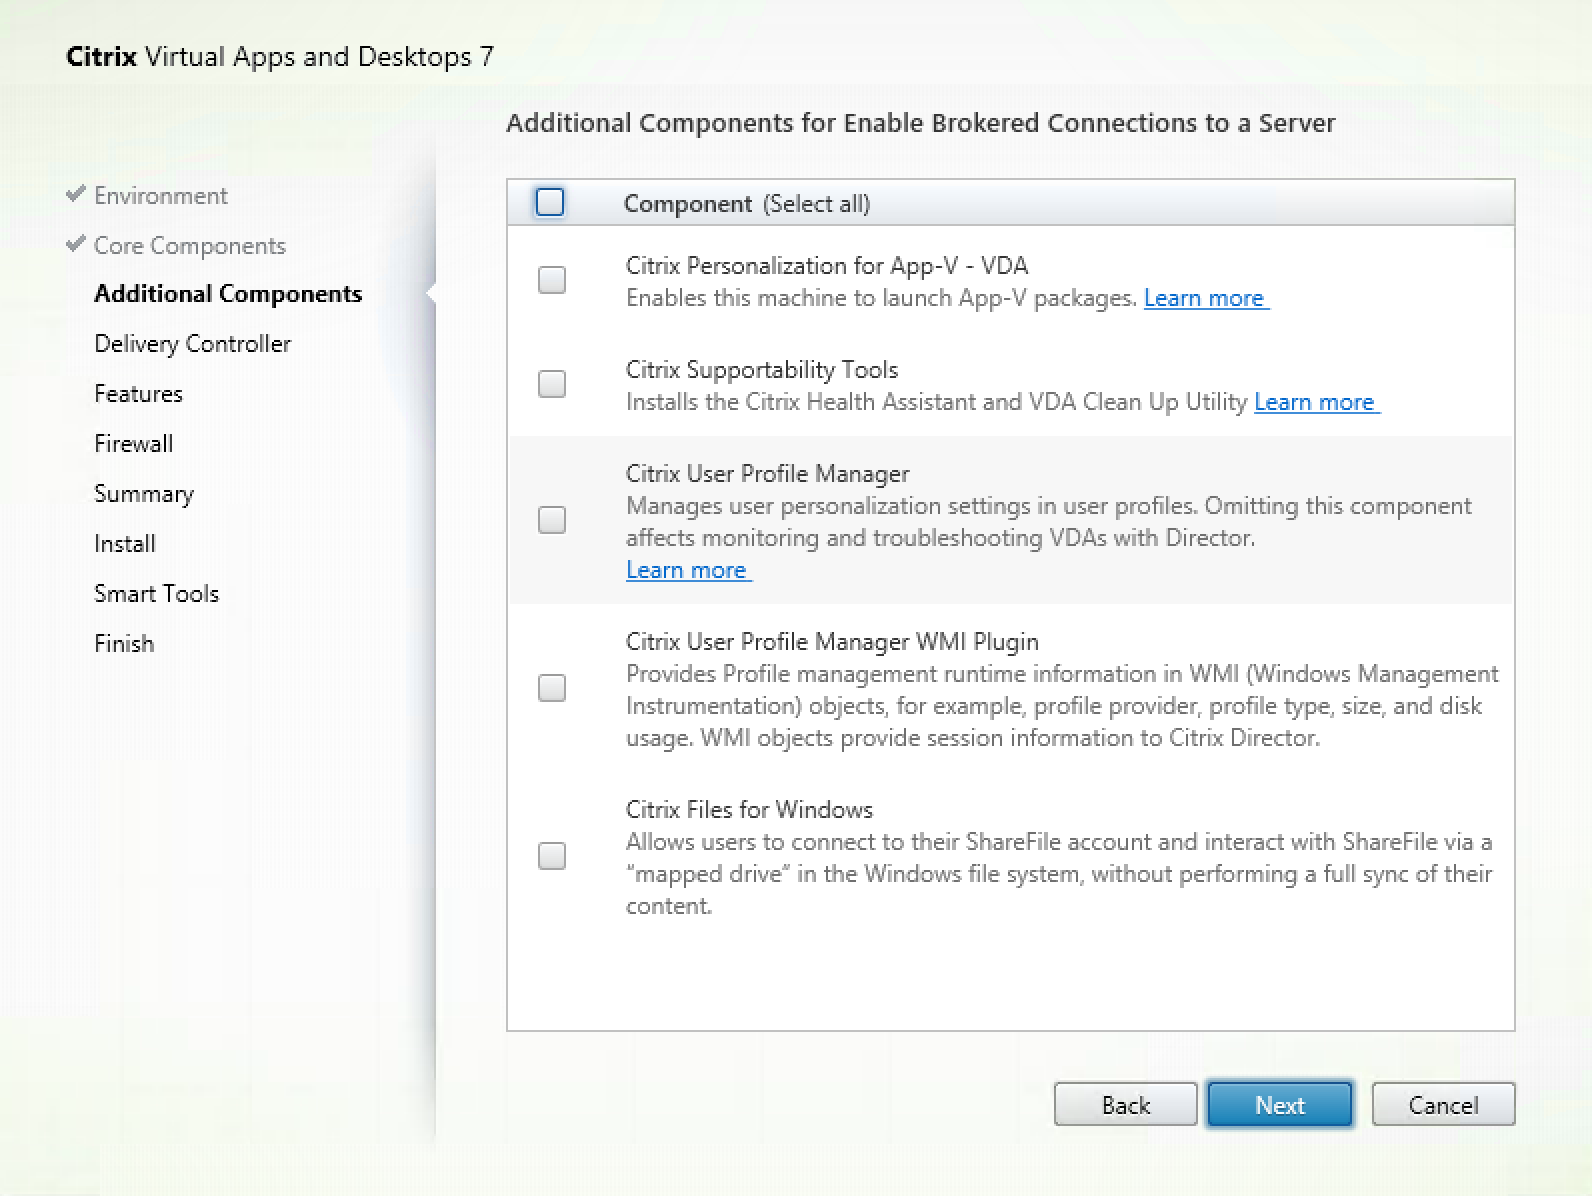 Citrix Virtual Apps and Desktops 7
Additional Components for Enable Brokered Connections to a Server
Environment
Core Components
Additional Components
Delivery Controller
Features
Firewall
Summary
Install
Smart Tools
Finish
Component (Select all)
Citrix Personalization for App-V - VDA
Enables this machine to launch App-V packages. Learn more
Citrix Supportability Tools
Installs the Citrix Health Assistant and VDA Clean Up Utility Learn more
Citrix User Profile Manager
Manages user personalization settings in user profiles. Omitting this component
affects monitoring and troubleshooting VDAs with Director.
Learn more
Citrix User Profile Manager WMI Plugin
Provides Profile management runtime information in WMI (Windows Management
Instrumentation) objects, for example, profile provider, profile type, size, and disk
usage. WMI objects provide session information to Citrix Director.
Citrix Files for Windows
Allows users to connect to their ShareFile account and interact with ShareFile via a
"mapped drive" in the Windows file system, without performing a full sync of their
content.
Back Next Cancel